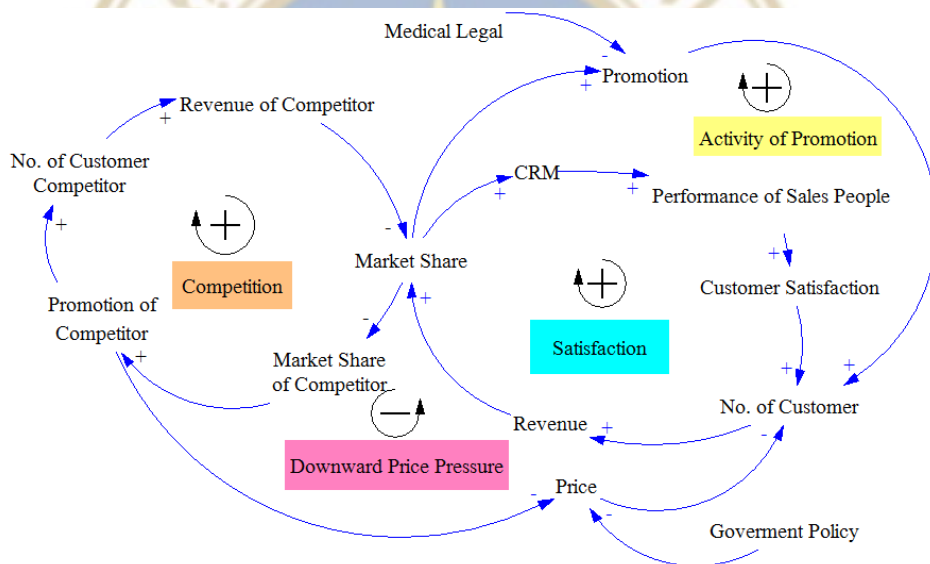 Medical Legal
-
Promotion
+
Revenue of Competitor
+
Activity of Promotion
No. of Customer
Competitor
CRM
+
+
Performance of Sales People
+
-
Market Share
+
+
Competition
Customer Satisfaction
Promotion of
Competitor
+
-
Satisfaction
Market Share
of Competitor
+
+
No. of Customer
Revenue
+
-
Downward Price Pressure
-
Price
-
Goverment Policy